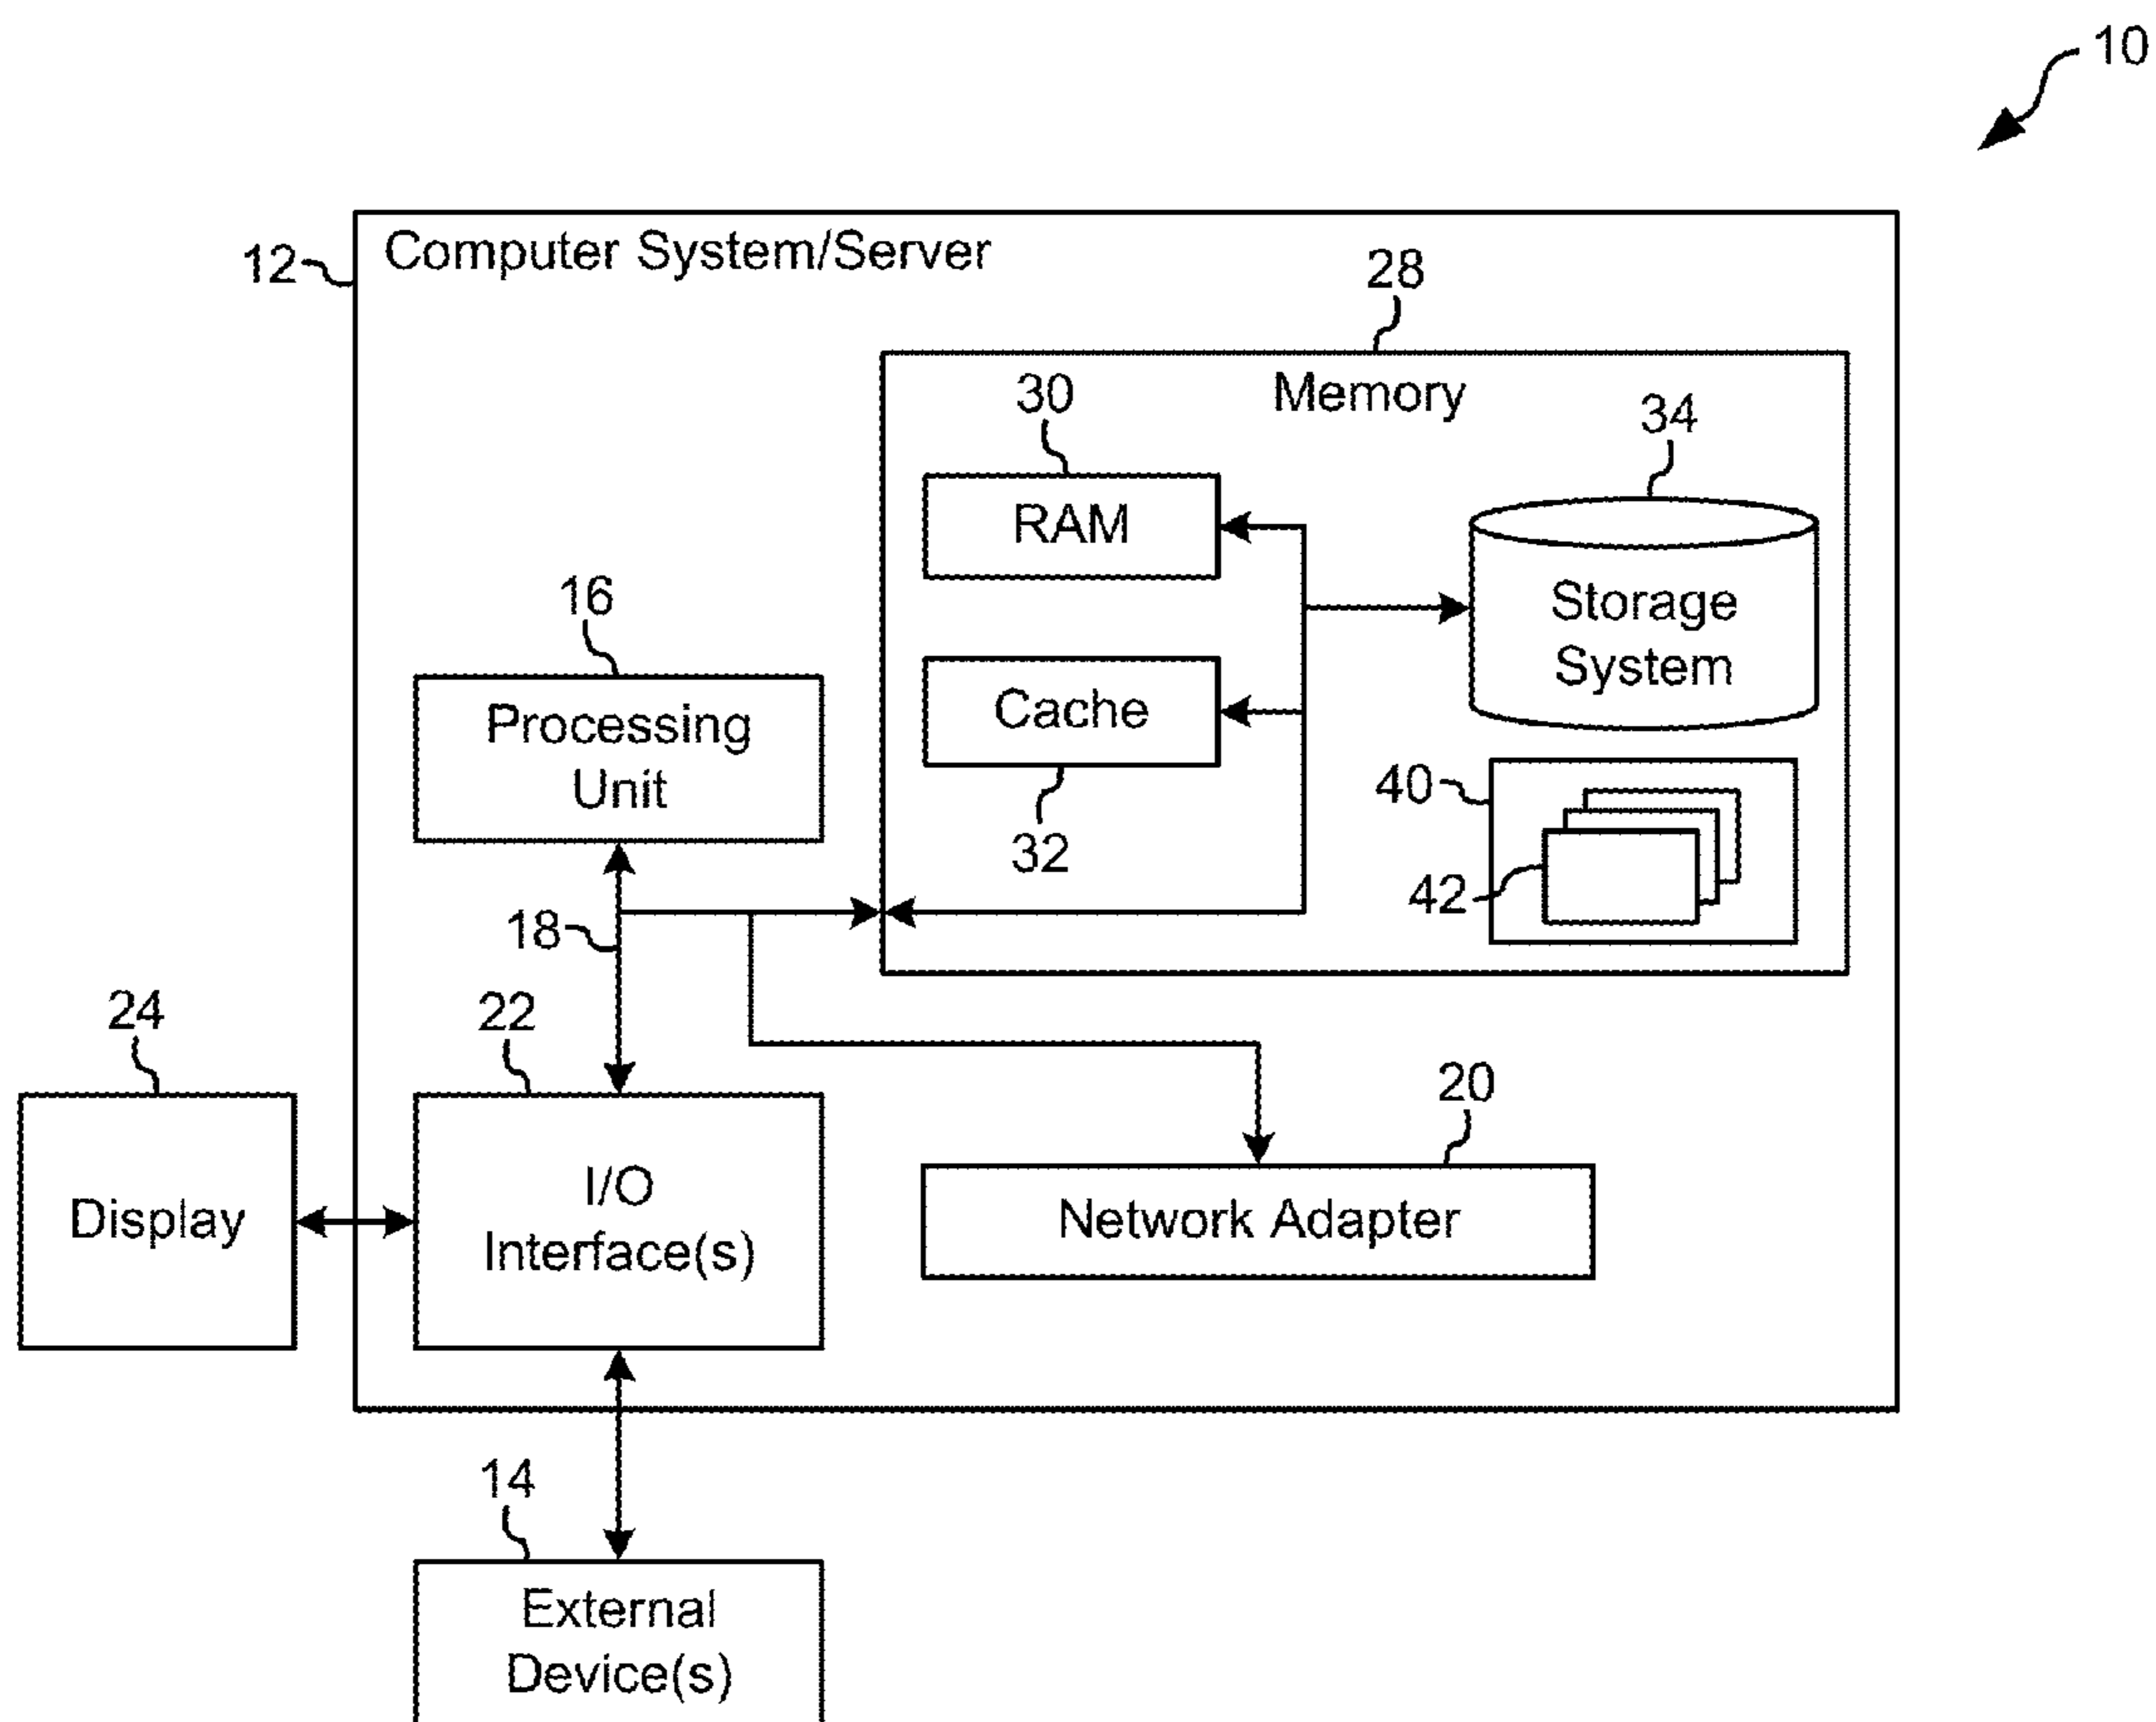 10
12
Computer System/Server
28
Memory
30
34
RAM
Storage
System
16
Processing
Unit
Cache
32
40
42
18
24
22
20
Display
I/O
Interface(s)
Network Adapter
14
External
Device(s)